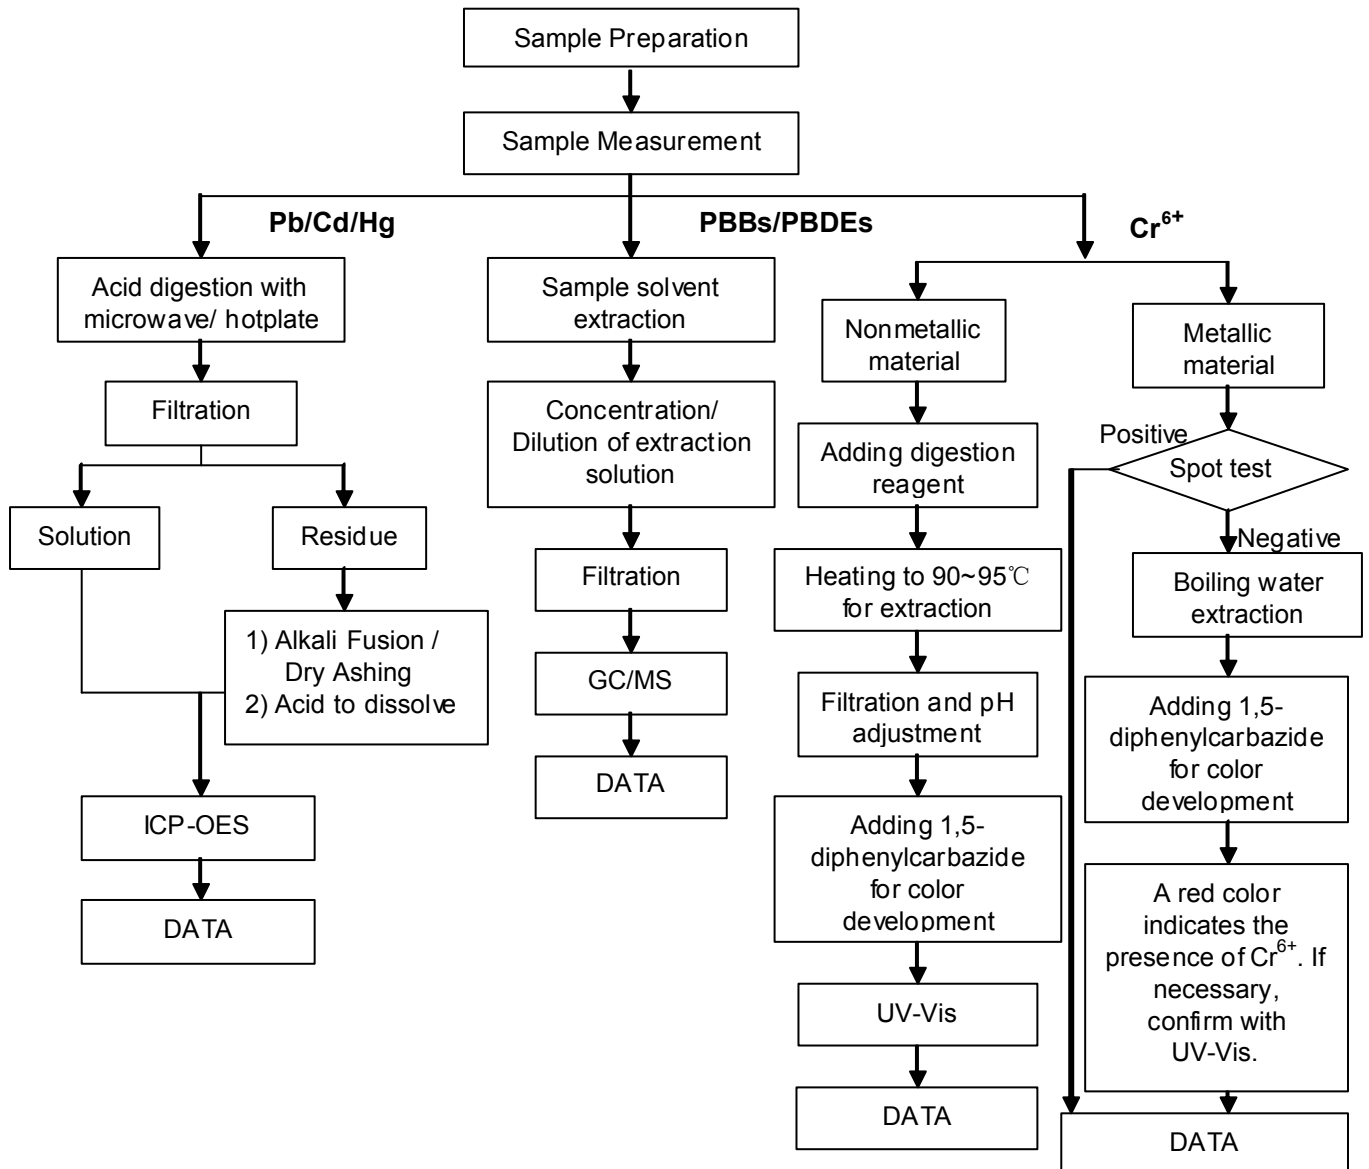 Sample Preparation
Sample Measurement
Pb/Cd/Hg
PBBs/PBDEs
Cr⁶⁺
Acid digestion with
microwave/ hotplate
Filtration
Solution
Residue
1) Alkali Fusion /
Dry Ashing
2) Acid to dissolve
ICP-OES
DATA
Sample solvent
extraction
Concentration/
Dilution of extraction
solution
Filtration
GC/MS
DATA
Nonmetallic
material
Adding digestion
reagent
Heating to 90~95℃
for extraction
Filtration and pH
adjustment
Adding 1,5-
diphenylcarbazide
for color
development
UV-Vis
DATA
Metallic
material
Positive
Spot test
Negative
Boiling water
extraction
Adding 1,5-
diphenylcarbazide
for color
development
A red color
indicates the
presence of Cr⁶⁺. If
necessary,
confirm with
UV-Vis.
DATA